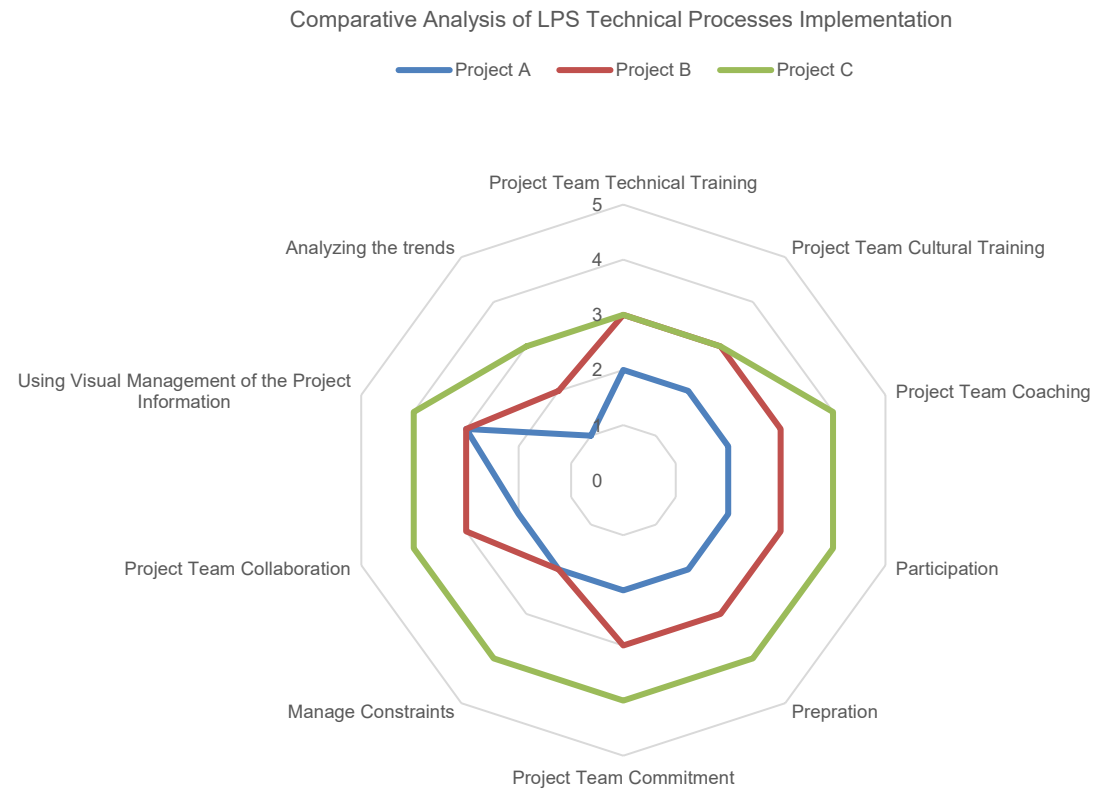 Comparative Analysis of LPS Technical Processes Implementation
Project A
Project B
Project C
Project Team Technical Training
5
Analyzing the trends
Project Team Cultural Training
4
3
2
Using Visual Management of the Project
Information
Project Team Coaching
1
0
Project Team Collaboration
Participation
Manage Constraints
Prepration
Project Team Commitment